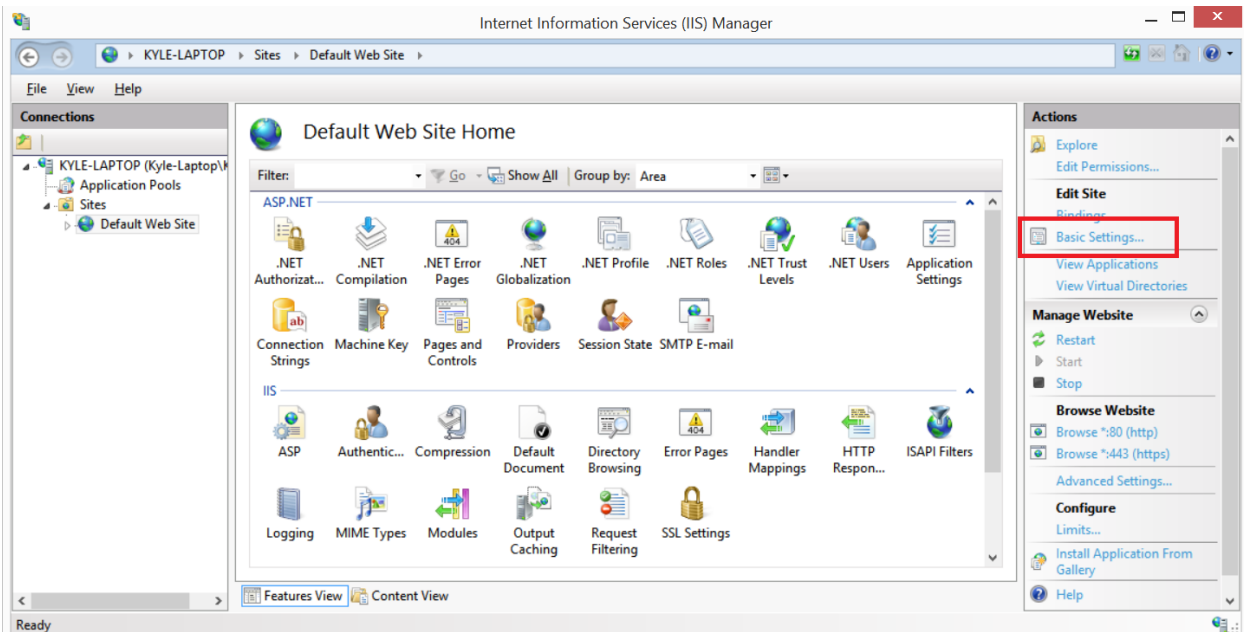 Internet Information Services (IIS) Manager
KYLE-LAPTOP Sites Default Web Site
File View Help
Connections
KYLE-LAPTOP (Kyle-Laptop\K
Application Pools
Sites
Default Web Site
Default Web Site Home
Filter: Go Show All Group by: Area
ASP.NET
.NET Authorizat...
.NET Compilation
.NET Error Pages
.NET Globalization
.NET Profile
.NET Roles
.NET Trust Levels
.NET Users
Application Settings
Connection Strings
Machine Key
Pages and Controls
Providers
Session State
SMTP E-mail
IIS
ASP
Authentic...
Compression
Default Document
Directory Browsing
Error Pages
Handler Mappings
HTTP Respon...
ISAPI Filters
Logging
MIME Types
Modules
Output Caching
Request Filtering
SSL Settings
Features View Content View
Actions
Explore
Edit Permissions...
Edit Site
Bindings...
Basic Settings...
View Applications
View Virtual Directories
Manage Website
Restart
Start
Stop
Browse Website
Browse *:80 (http)
Browse *:443 (https)
Advanced Settings...
Configure
Limits...
Install Application From
Gallery
Help
Ready